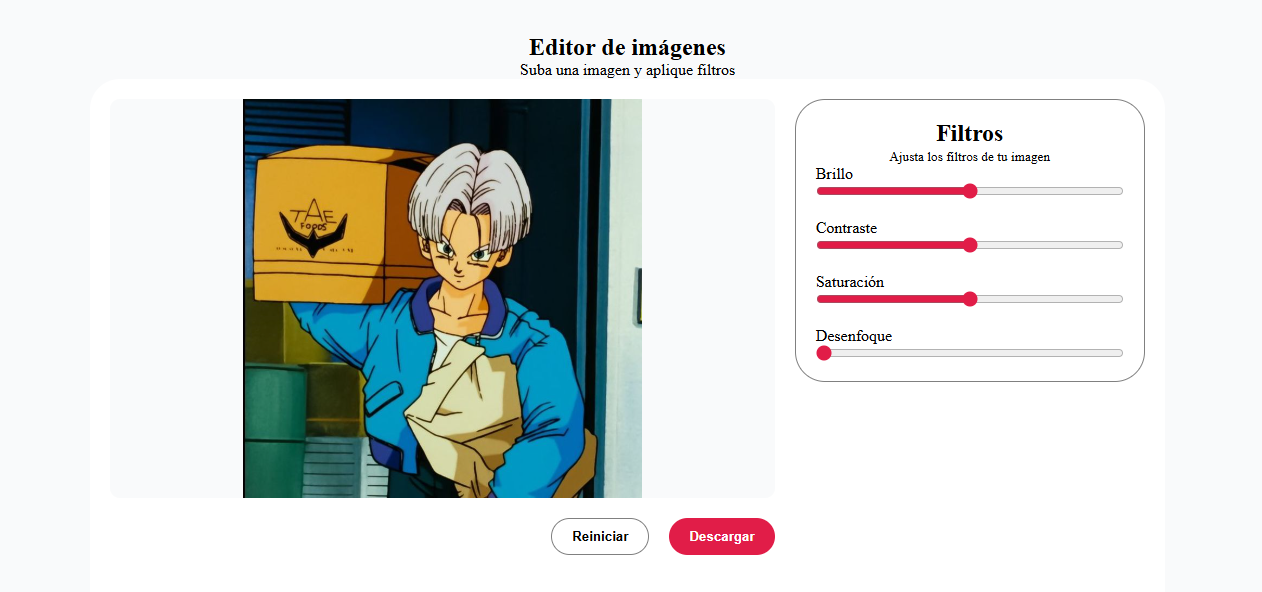 Editor de imágenes
Suba una imagen y aplique filtros
TAE
FOODS
Filtros
Ajusta los filtros de tu imagen
Brillo
Contraste
Saturación
Desenfoque
Reiniciar
Descargar